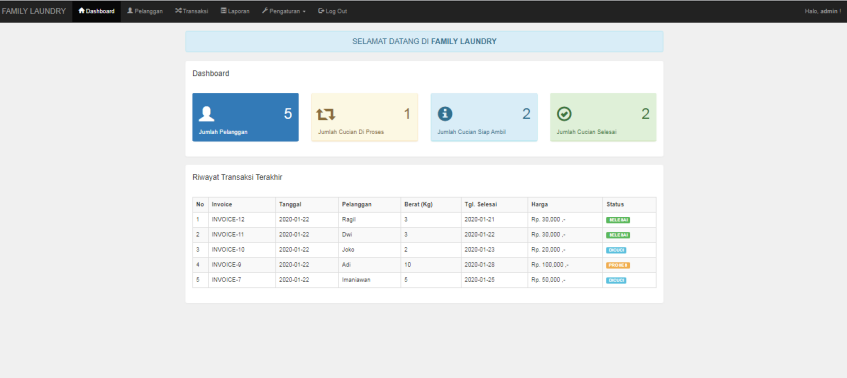 FAMILY LAUNDRY Dashboard Pelanggan Transaksi Laporan Pengaturan Log Out Halo, admin !
SELAMAT DATANG DI FAMILY LAUNDRY
Dashboard
5 1 2 2
Jumlah Pelanggan Jumlah Cucian Di Proses Jumlah Cucian Siap Ambil Jumlah Cucian Selesai
Riwayat Transaksi Terakhir
No Invoice Tanggal Pelanggan Berat (Kg) Tgl. Selesai Harga Status
1 INVOICE-12 2020-01-22 Ragil 3 2020-01-21 Rp. 30,000 ,- SELESAI
2 INVOICE-11 2020-01-22 Dwi 3 2020-01-22 Rp. 30,000 ,- SELESAI
3 INVOICE-10 2020-01-22 Joko 2 2020-01-23 Rp. 20,000 ,- DICUCI
4 INVOICE-9 2020-01-22 Adi 10 2020-01-28 Rp. 100,000 ,- PROSES
5 INVOICE-7 2020-01-22 Imaniawan 5 2020-01-25 Rp. 50,000 ,- DICUCI